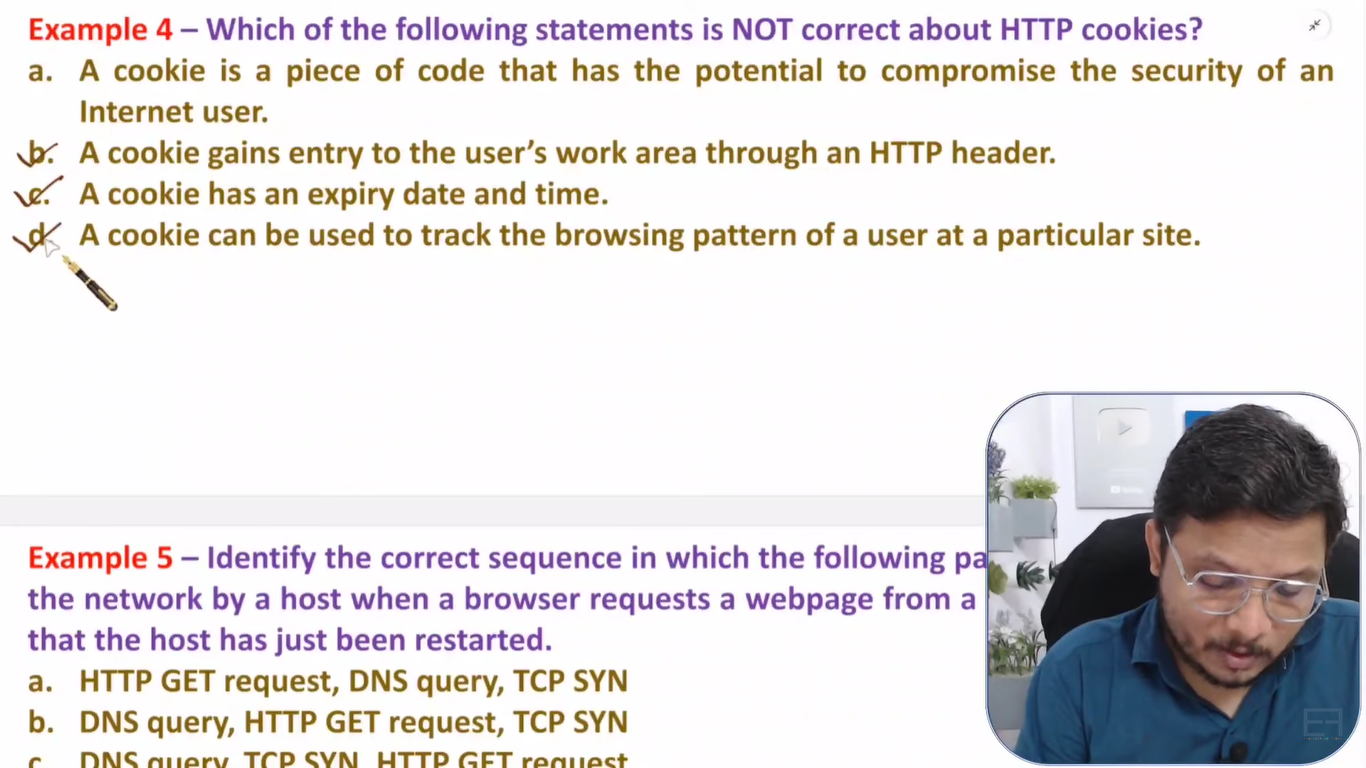 Example 4 – Which of the following statements is NOT correct about HTTP cookies?
a. A cookie is a piece of code that has the potential to compromise the security of an
Internet user.
b. A cookie gains entry to the user's work area through an HTTP header.
c. A cookie has an expiry date and time.
d. A cookie can be used to track the browsing pattern of a user at a particular site.
Example 5 – Identify the correct sequence in which the following pa
the network by a host when a browser requests a webpage from a
that the host has just been restarted.
a. HTTP GET request, DNS query, TCP SYN
b. DNS query, HTTP GET request, TCP SYN
c. DNS query, TCP SYN, HTTP GET request